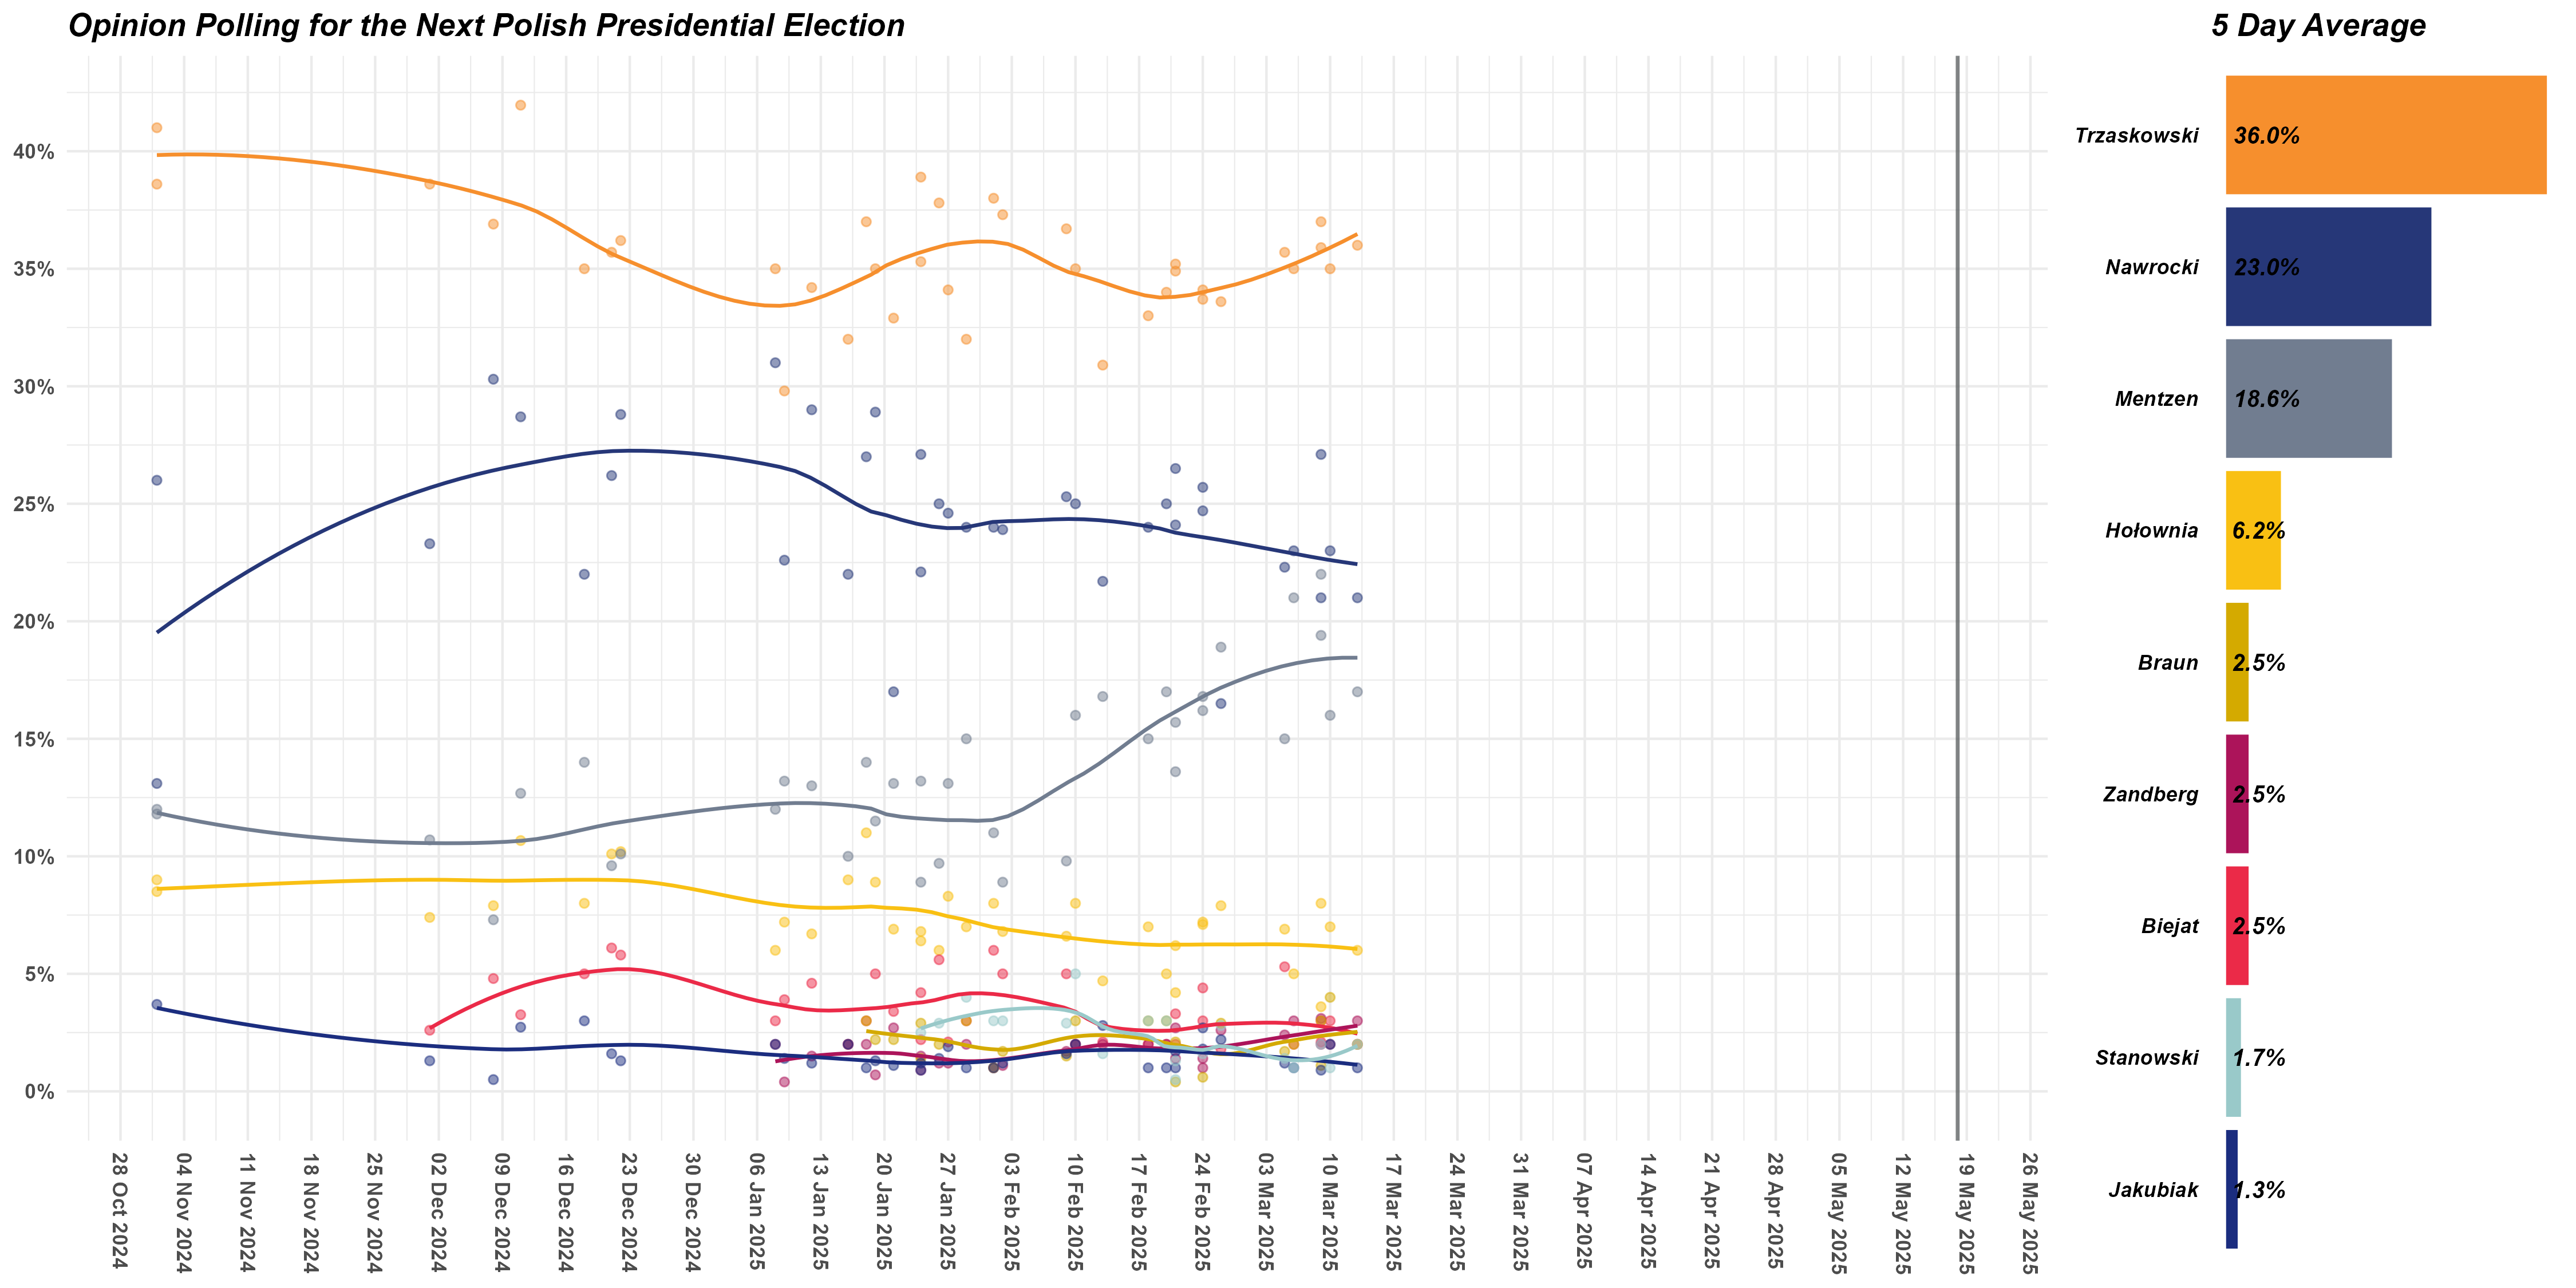 Opinion Polling for the Next Polish Presidential Election
40%
35%
30%
25%
20%
15%
10%
5%
0%
28 Oct 2024
04 Nov 2024
11 Nov 2024
18 Nov 2024
25 Nov 2024
02 Dec 2024
09 Dec 2024
16 Dec 2024
23 Dec 2024
30 Dec 2024
06 Jan 2025
13 Jan 2025
20 Jan 2025
27 Jan 2025
03 Feb 2025
10 Feb 2025
17 Feb 2025
24 Feb 2025
03 Mar 2025
10 Mar 2025
17 Mar 2025
24 Mar 2025
31 Mar 2025
07 Apr 2025
14 Apr 2025
21 Apr 2025
28 Apr 2025
05 May 2025
12 May 2025
19 May 2025
26 May 2025
5 Day Average
Trzaskowski 36.0%
Nawrocki 23.0%
Mentzen 18.6%
Hołownia 6.2%
Braun 2.5%
Zandberg 2.5%
Biejat 2.5%
Stanowski 1.7%
Jakubiak 1.3%